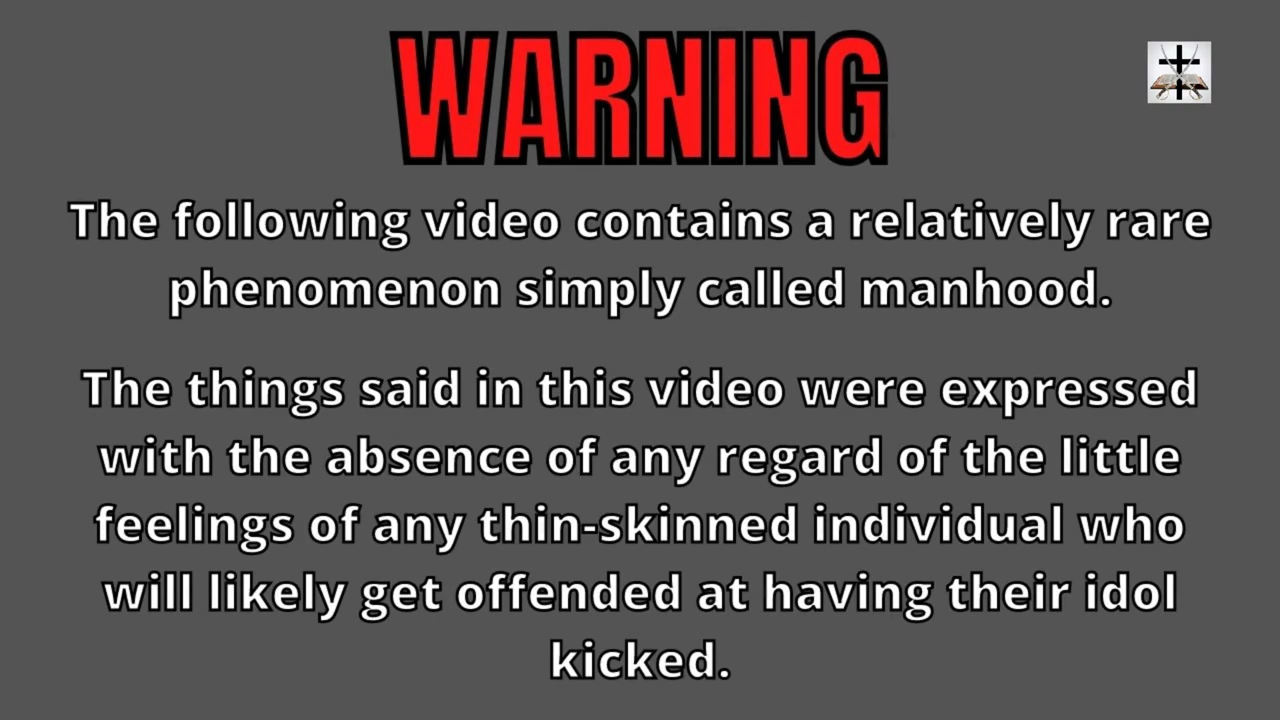 WARNING
The following video contains a relatively rare
phenomenon simply called manhood.
The things said in this video were expressed
with the absence of any regard of the little
feelings of any thin-skinned individual who
will likely get offended at having their idol
kicked.